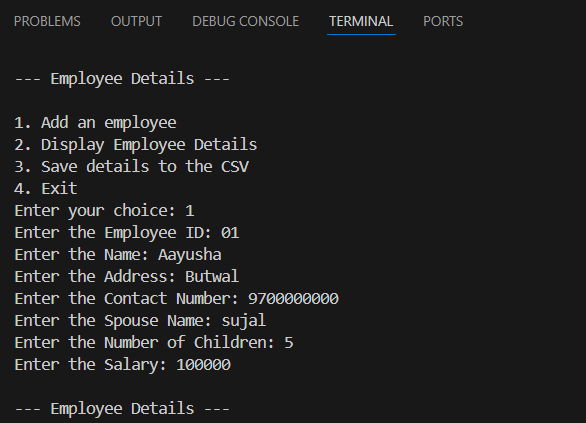 PROBLEMS OUTPUT DEBUG CONSOLE TERMINAL PORTS
--- Employee Details ---
1. Add an employee
2. Display Employee Details
3. Save details to the CSV
4. Exit
Enter your choice: 1
Enter the Employee ID: 01
Enter the Name: Aayusha
Enter the Address: Butwal
Enter the Contact Number: 9700000000
Enter the Spouse Name: sujal
Enter the Number of Children: 5
Enter the Salary: 100000
--- Employee Details ---